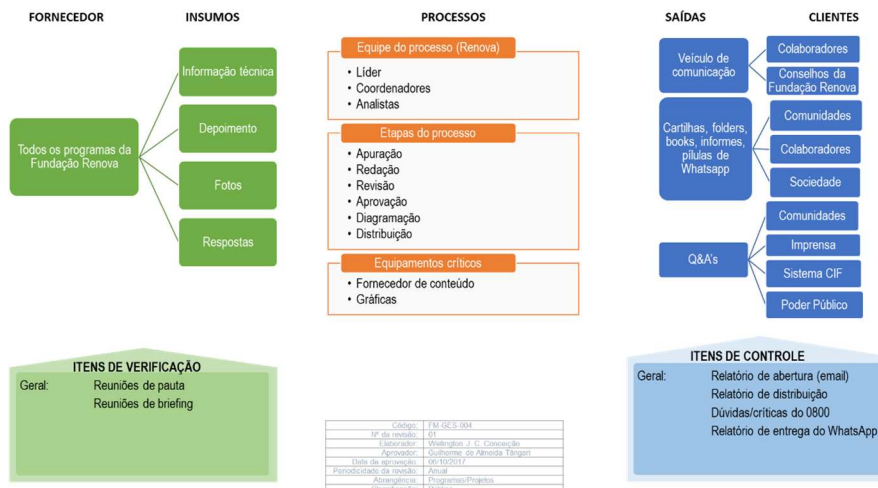 FORNECEDOR
INSUMOS
PROCESSOS
SAÍDAS
CLIENTES
Todos os programas da
Fundação Renova
Informação técnica
Depoimento
Fotos
Respostas
Equipe do processo (Renova)
• Líder
• Coordenadores
• Analistas
Etapas do processo
• Apuração
• Redação
• Revisão
• Aprovação
• Diagramação
• Distribuição
Equipamentos críticos
• Fornecedor de conteúdo
• Gráficas
Veículo de
comunicação
Colaboradores
Conselhos da
Fundação Renova
Cartilhas, folders,
books, informes,
pílulas de
Whatsapp
Comunidades
Colaboradores
Sociedade
Q&A's
Comunidades
Imprensa
Sistema CIF
Poder Público
ITENS DE VERIFICAÇÃO
Geral: Reuniões de pauta
Reuniões de briefing
Código: FM-GES-004
Nº da revisão: 01
Elaborador: Wellington J. C. Conceição
Aprovador: Guilherme de Almeida Tângari
Data de aprovação: 06/10/2017
Periodicidade da revisão: Anual
Abrangência: Programas/Projetos
ITENS DE CONTROLE
Geral: Relatório de abertura (email)
Relatório de distribuição
Dúvidas/críticas do 0800
Relatório de entrega do WhatsApp